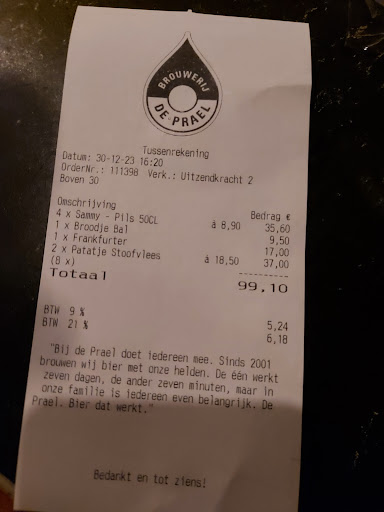 BROUWERIJ
DE PRAEL
Tussenrekening
Datum: 30-12-23 16:20
OrderNr.: 111398 Verk.: Uitzendkracht 2
Boven 30
Omschrijving Bedrag €
4 x Sammy - Pils 50CL à 8,90 35,60
1 x Broodje Bal 9,50
1 x Frankfurter 17,00
2 x Patatje Stoofvlees à 18,50 37,00
(8 x) ----------
Totaal 99,10
BTW 9 % 5,24
BTW 21 % 6,18
"Bij de Prael doet iedereen mee. Sinds 2001
brouwen wij bier met onze helden. De één werkt
zeven dagen, de ander zeven minuten, maar in
onze familie is iedereen even belangrijk. De
Prael. Bier dat werkt."
Bedankt en tot ziens!